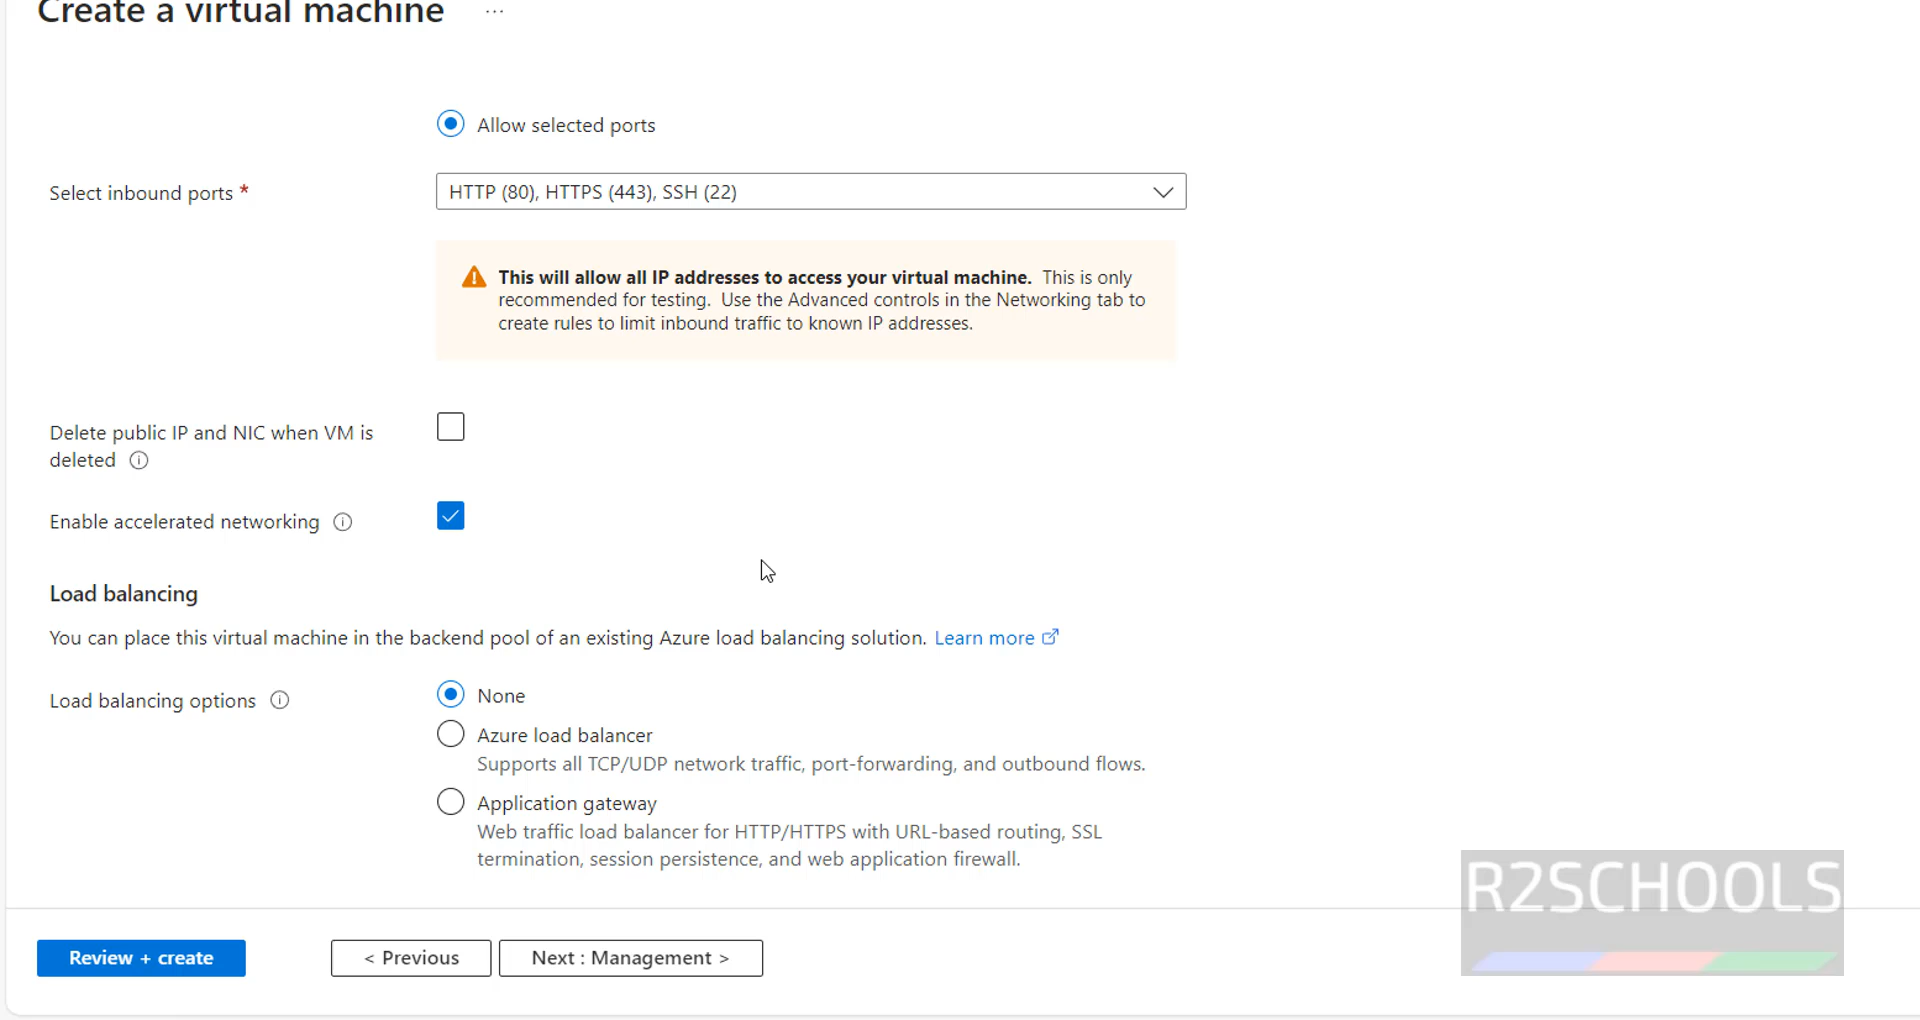 Create a virtual machine ...
Allow selected ports
Select inbound ports *
HTTP (80), HTTPS (443), SSH (22)
This will allow all IP addresses to access your virtual machine. This is only
recommended for testing. Use the Advanced controls in the Networking tab to
create rules to limit inbound traffic to known IP addresses.
Delete public IP and NIC when VM is
deleted
Enable accelerated networking
Load balancing
You can place this virtual machine in the backend pool of an existing Azure load balancing solution. Learn more
Load balancing options
None
Azure load balancer
Supports all TCP/UDP network traffic, port-forwarding, and outbound flows.
Application gateway
Web traffic load balancer for HTTP/HTTPS with URL-based routing, SSL
termination, session persistence, and web application firewall.
R2SCHOOLS
Review + create
< Previous
Next : Management >